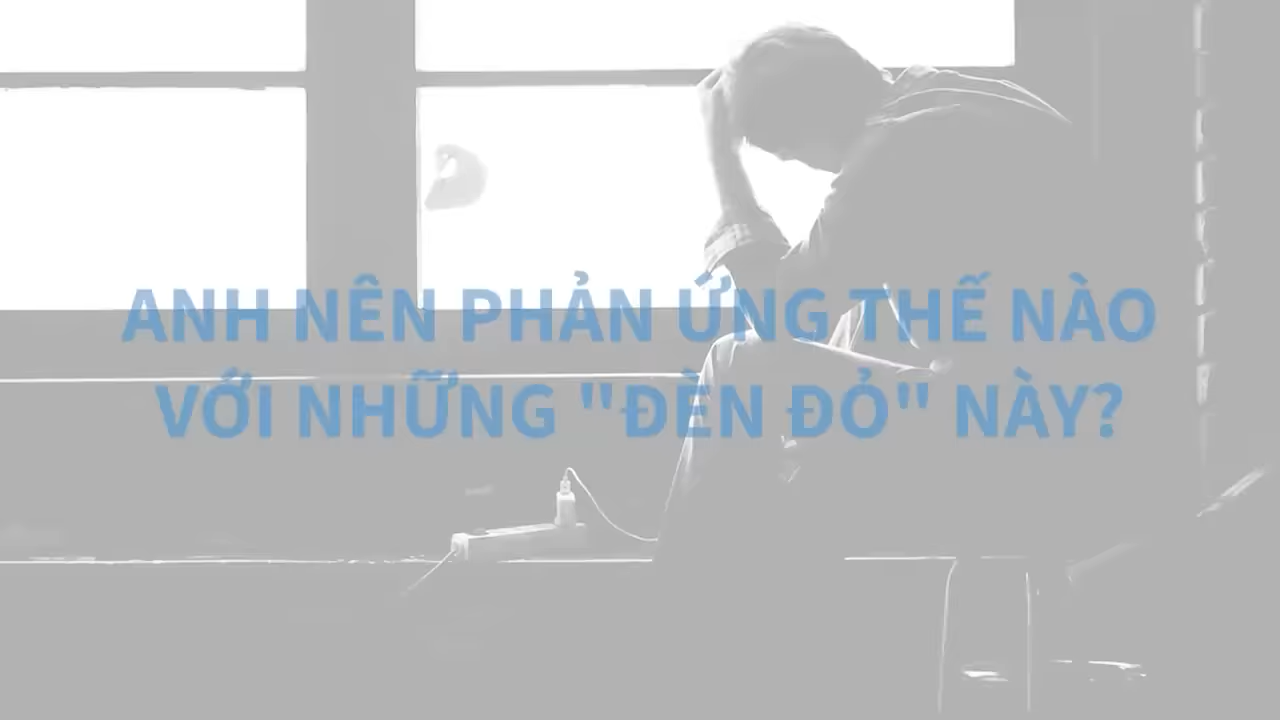 ANH NÊN PHẢN ỨNG THẾ NÀO
VỚI NHỮNG "ĐÈN ĐỎ" NÀY?